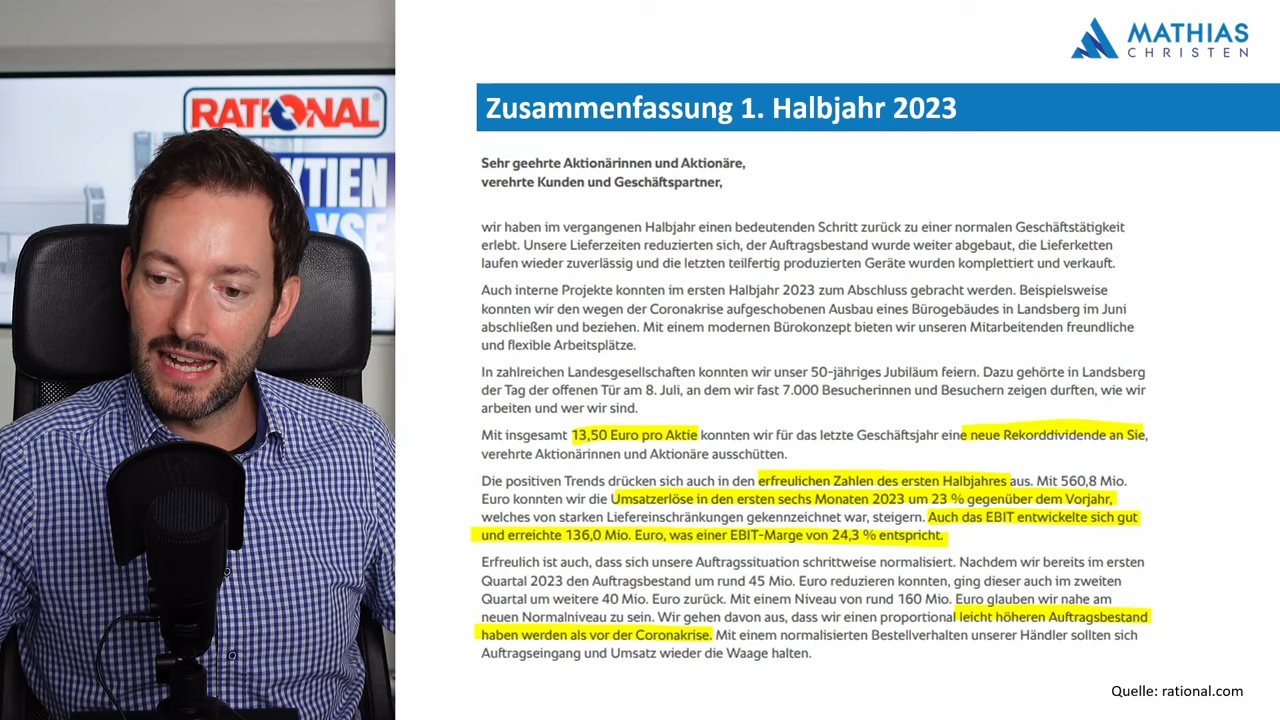 MATHIAS
CHRISTEN
RATIONAL
KTIEN
YSE
Zusammenfassung 1. Halbjahr 2023
Sehr geehrte Aktionärinnen und Aktionäre,
verehrte Kunden und Geschäftspartner,
wir haben im vergangenen Halbjahr einen bedeutenden Schritt zurück zu einer normalen Geschäftstätigkeit
erlebt. Unsere Lieferzeiten reduzierten sich, der Auftragsbestand wurde weiter abgebaut, die Lieferketten
laufen wieder zuverlässig und die letzten teilfertig produzierten Geräte wurden komplettiert und verkauft.
Auch interne Projekte konnten im ersten Halbjahr 2023 zum Abschluss gebracht werden. Beispielsweise
konnten wir den wegen der Coronakrise aufgeschobenen Ausbau eines Bürogebäudes in Landsberg im Juni
abschließen und beziehen. Mit einem modernen Bürokonzept bieten wir unseren Mitarbeitenden freundliche
und flexible Arbeitsplätze.
In zahlreichen Landesgesellschaften konnten wir unser 50-jähriges Jubiläum feiern. Dazu gehörte in Landsberg
der Tag der offenen Tür am 8. Juli, an dem wir fast 7.000 Besucherinnen und Besuchern zeigen durften, wie wir
arbeiten und wer wir sind.
Mit insgesamt 13,50 Euro pro Aktie konnten wir für das letzte Geschäftsjahr eine neue Rekorddividende an Sie,
verehrte Aktionärinnen und Aktionäre ausschütten.
Die positiven Trends drücken sich auch in den erfreulichen Zahlen des ersten Halbjahres aus. Mit 560,8 Mio.
Euro konnten wir die Umsatzerlöse in den ersten sechs Monaten 2023 um 23 % gegenüber dem Vorjahr,
welches von starken Liefereinschränkungen gekennzeichnet war, steigern. Auch das EBIT entwickelte sich gut
und erreichte 136,0 Mio. Euro, was einer EBIT-Marge von 24,3 % entspricht.
Erfreulich ist auch, dass sich unsere Auftragssituation schrittweise normalisiert. Nachdem wir bereits im ersten
Quartal 2023 den Auftragsbestand um rund 45 Mio. Euro reduzieren konnten, ging dieser auch im zweiten
Quartal um weitere 40 Mio. Euro zurück. Mit einem Niveau von rund 160 Mio. Euro glauben wir nahe am
neuen Normalniveau zu sein. Wir gehen davon aus, dass wir einen proportional leicht höheren Auftragsbestand
haben werden als vor der Coronakrise. Mit einem normalisierten Bestellverhalten unserer Händler sollten sich
Auftragseingang und Umsatz wieder die Waage halten.
Quelle: rational.com